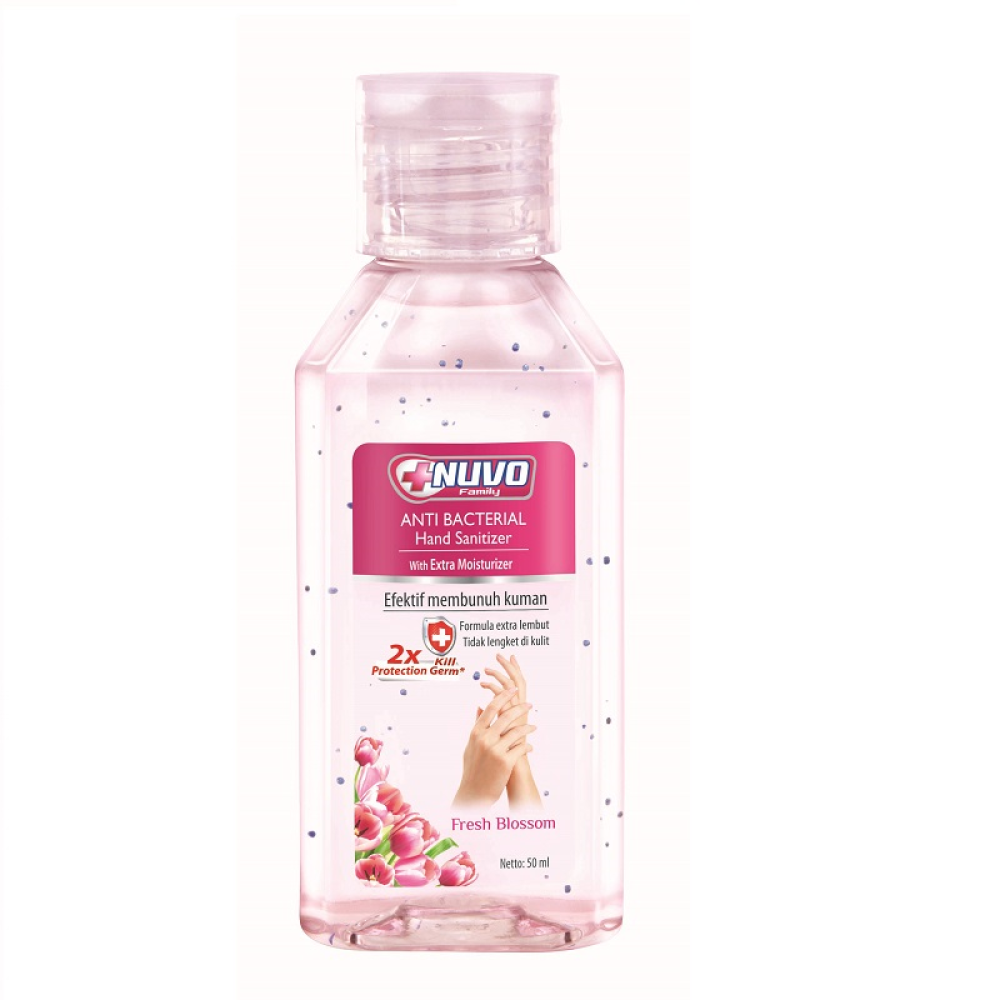 NUVO
Family
ANTI BACTERIAL
Hand Sanitizer
With Extra Moisturizer
Efektif membunuh kuman
Formula extra lembut
Tidak lengket di kulit
2x Kill
Protection Germ*
Fresh Blossom
Netto: 50 ml